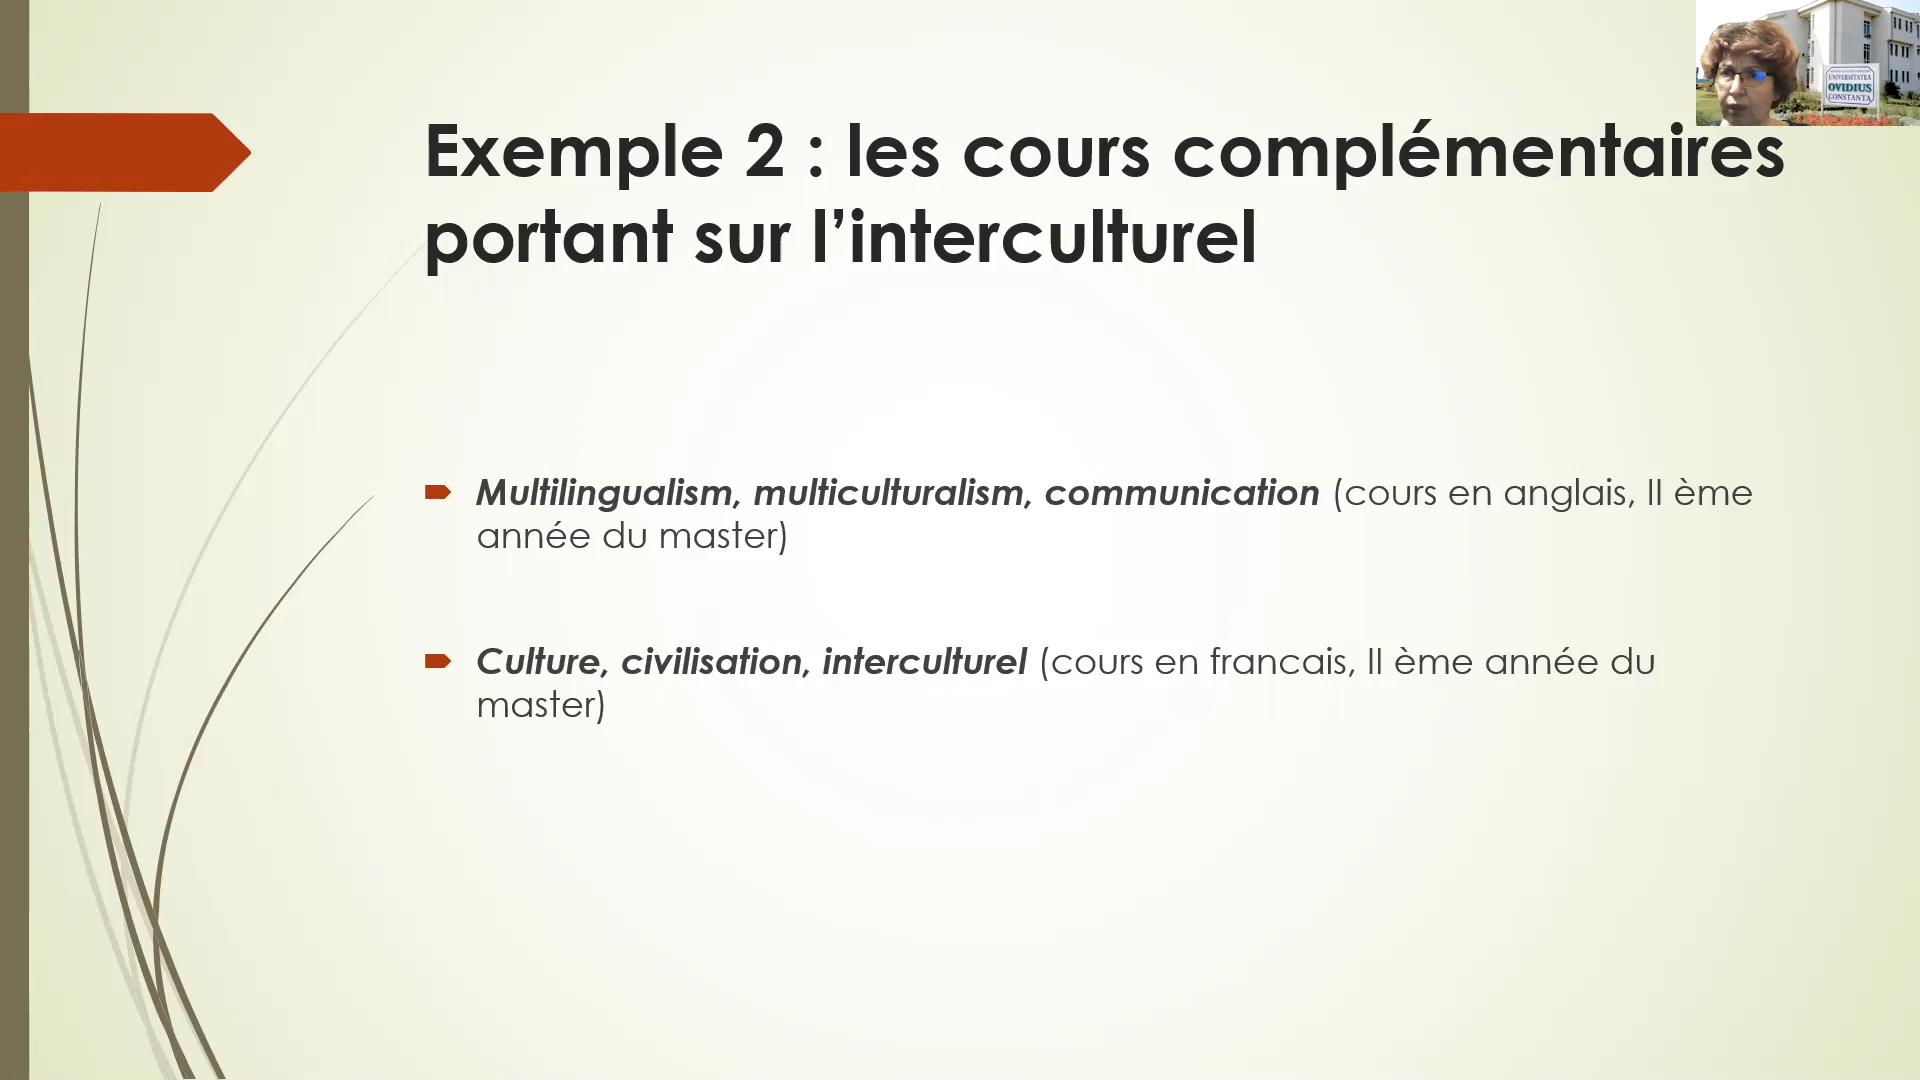 Exemple 2 : les cours complémentaires
portant sur l’interculturel
Multilingualism, multiculturalism, communication (cours en anglais, II ème
année du master)
Culture, civilisation, interculturel (cours en francais, II ème année du
master)
UNIVERSITATEA
OVIDIUS
CONSTANTA